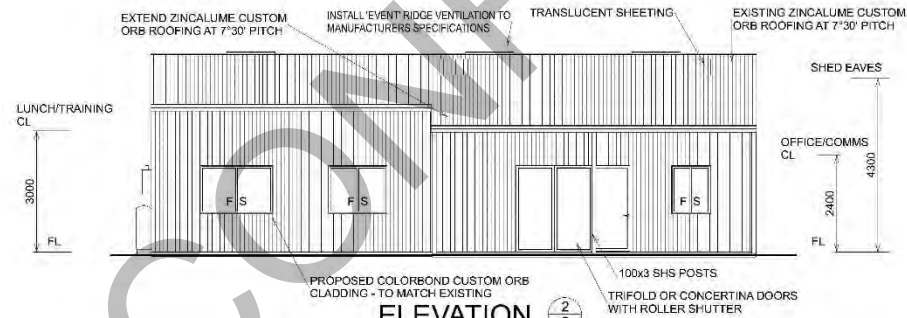 EXTEND ZINCALUME CUSTOM
ORB ROOFING AT 7°30' PITCH
INSTALL 'EVENT' RIDGE VENTILATION TO
MANUFACTURERS SPECIFICATIONS
TRANSLUCENT SHEETING
EXISTING ZINCALUME CUSTOM
ORB ROOFING AT 7°30' PITCH
SHED EAVES
LUNCH/TRAINING
CL
OFFICE/COMMS
CL
3000
2400
4300
F S
F S
F S
FL
FL
PROPOSED COLORBOND CUSTOM ORB
CLADDING - TO MATCH EXISTING
100x3 SHS POSTS
TRIFOLD OR CONCERTINA DOORS
WITH ROLLER SHUTTER
ELEVATION
2